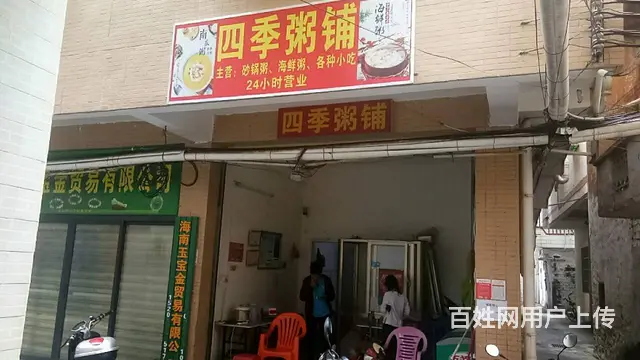 四季粥铺
主营：砂锅粥、海鲜粥、各种小吃
24小时营业
海鲜粥
四季粥铺
玉宝金贸易有限公司
海南玉宝金贸易有限公
百姓网用户上传